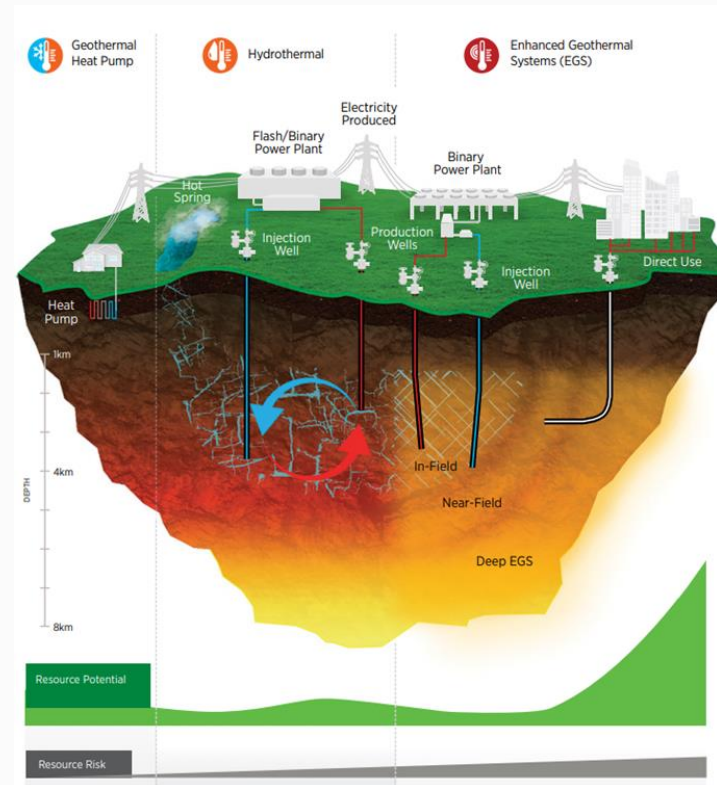 Geothermal
Heat Pump
Hydrothermal
Enhanced Geothermal
Systems (EGS)
Electricity
Produced
Flash/Binary
Power Plant
Binary
Power Plant
Hot
Spring
Injection
Well
Production
Wells
Injection
Well
Direct Use
Heat
Pump
1km
4km
DEPTH
8km
In-Field
Near-Field
Deep EGS
Resource Potential
Resource Risk